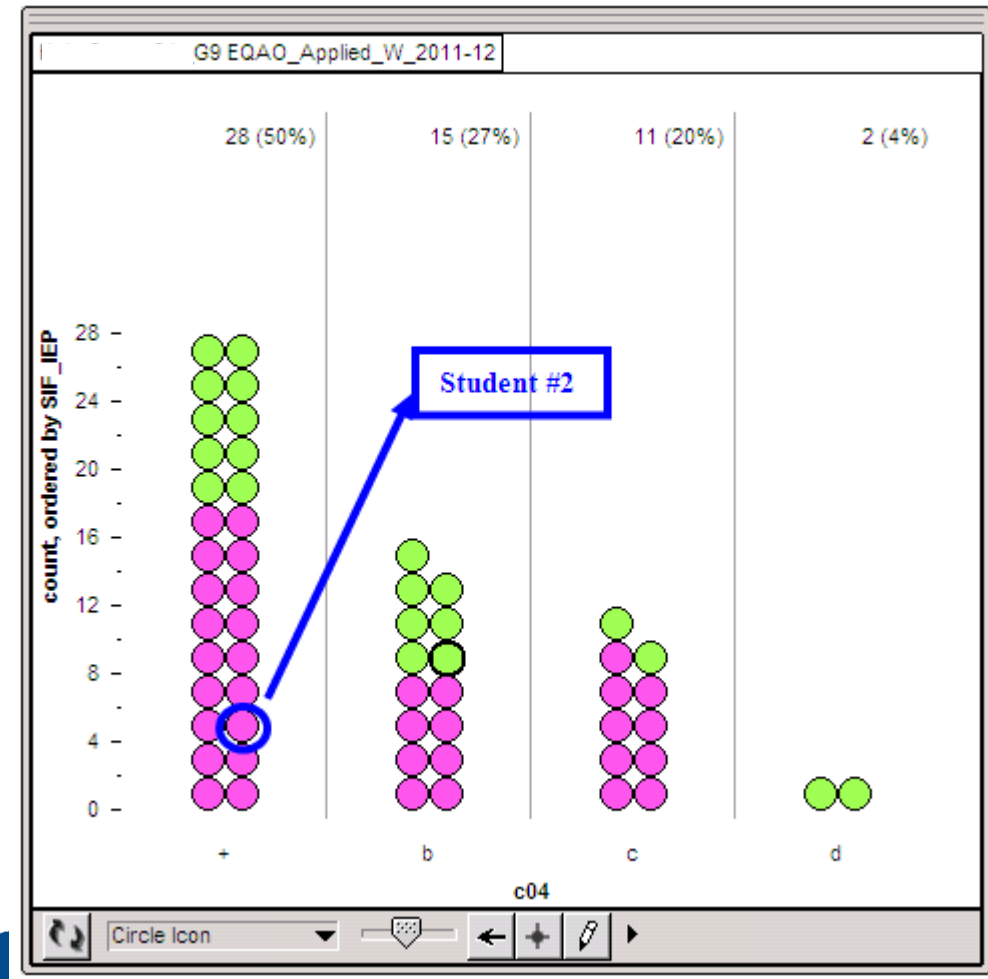 G9 EQAO_Applied_W_2011-12
28 (50%)
15 (27%)
11 (20%)
2 (4%)
count, ordered by SIF_IEP
28
24
20
16
12
8
4
0
Student #2
+
b
c
d
c04
Circle Icon